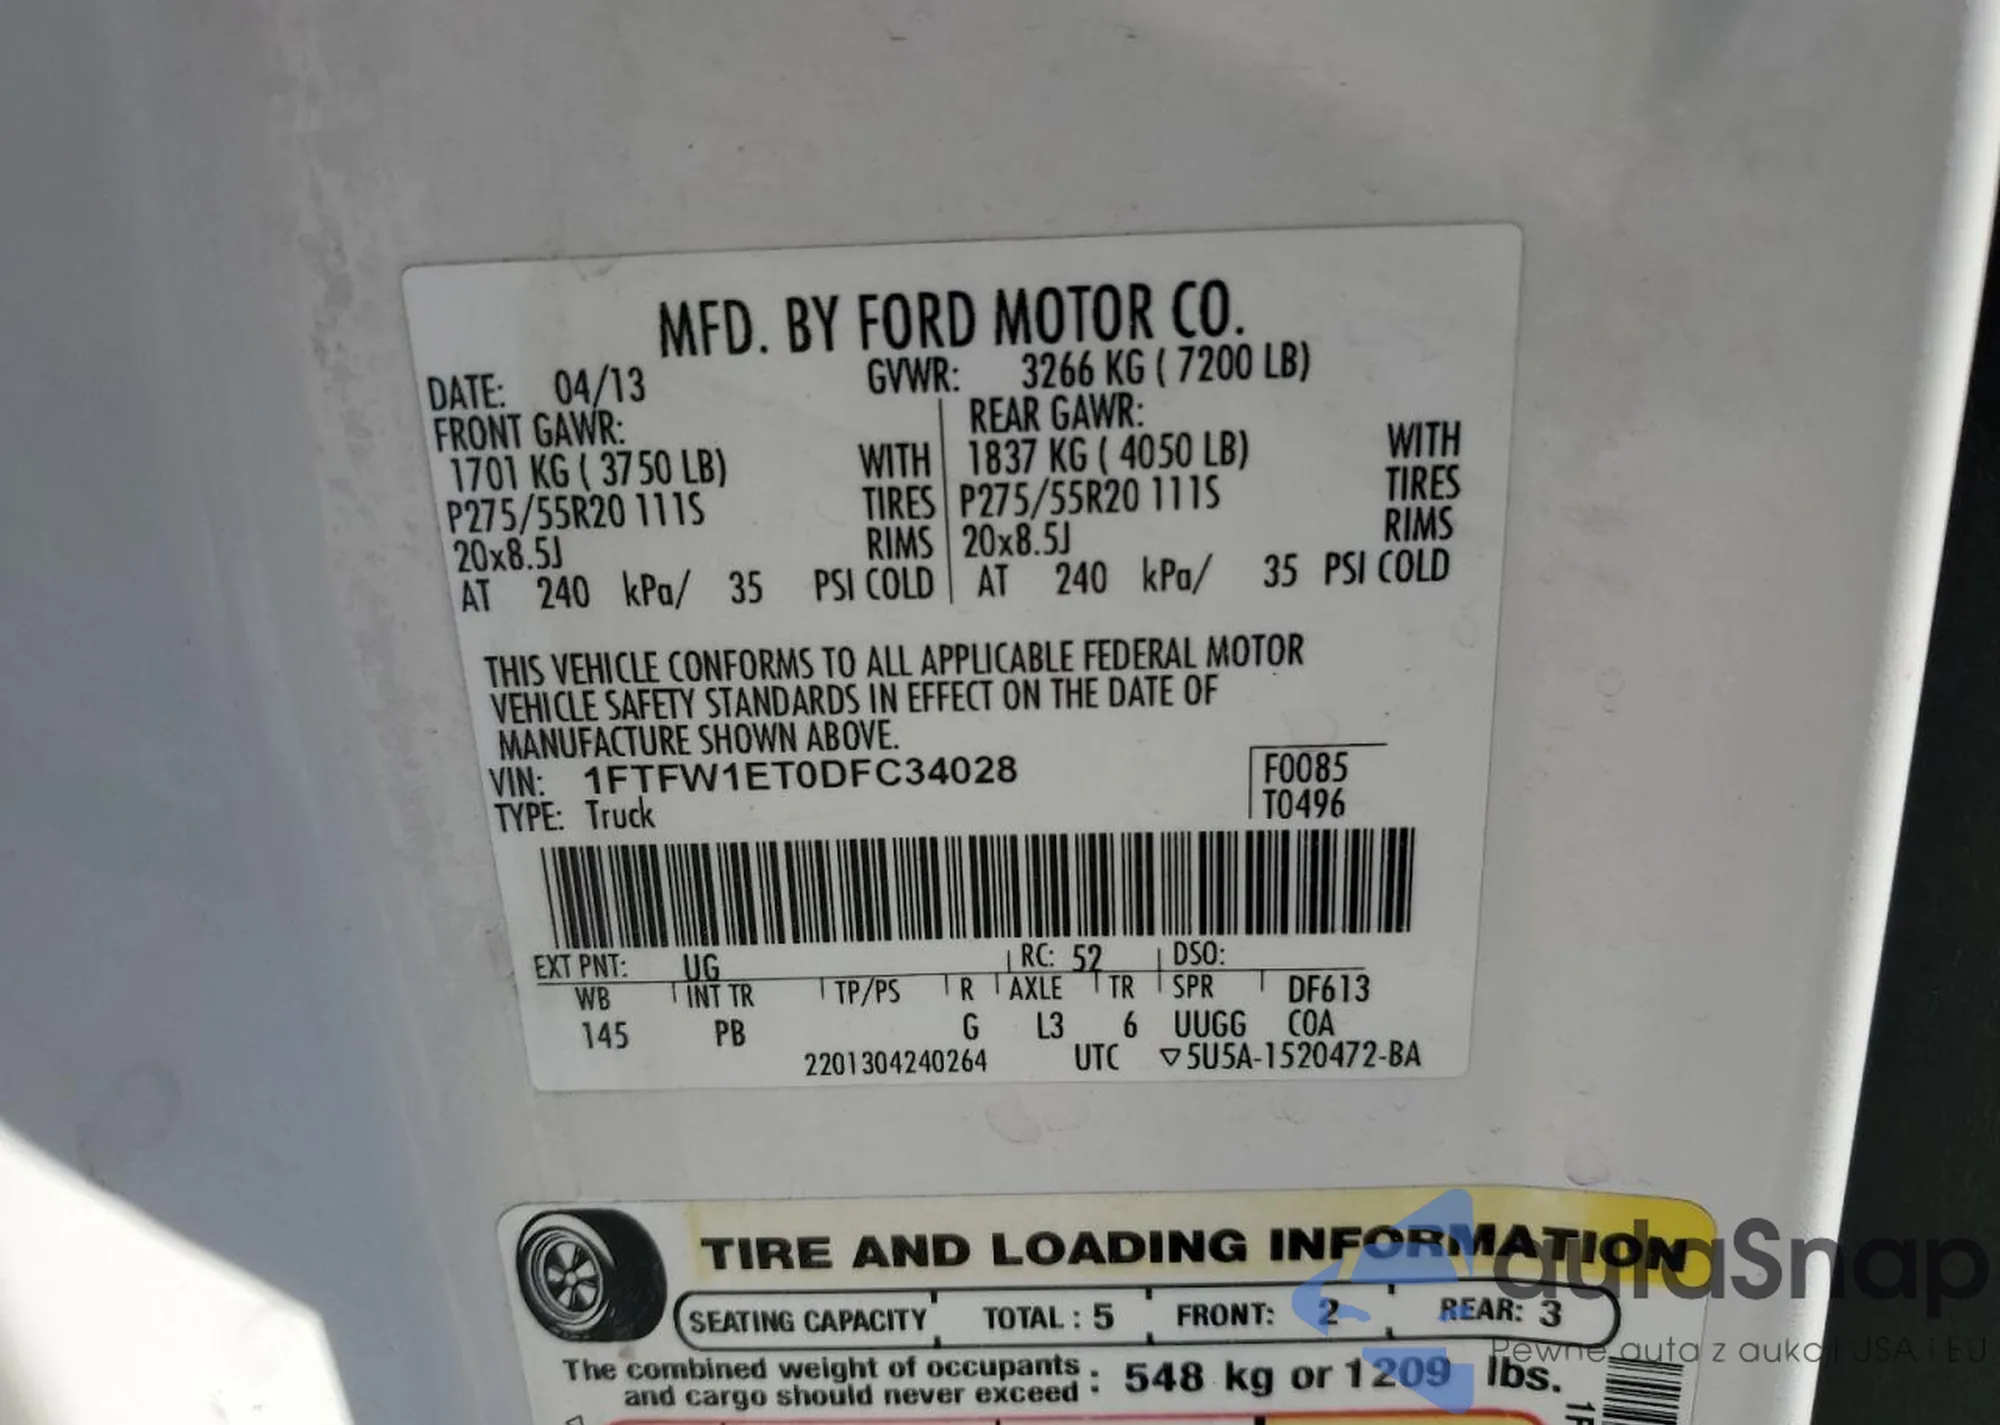 MFD. BY FORD MOTOR CO.
DATE: 04/13 GVWR: 3266 KG ( 7200 LB)
FRONT GAWR: REAR GAWR:
1701 KG ( 3750 LB) WITH 1837 KG ( 4050 LB) WITH
P275/55R20 111S TIRES P275/55R20 111S TIRES
20x8.5J RIMS 20x8.5J RIMS
AT 240 kPa/ 35 PSI COLD AT 240 kPa/ 35 PSI COLD
THIS VEHICLE CONFORMS TO ALL APPLICABLE FEDERAL MOTOR
VEHICLE SAFETY STANDARDS IN EFFECT ON THE DATE OF
MANUFACTURE SHOWN ABOVE.
VIN: 1FTFW1ET0DFC34028 F0085
TYPE: Truck T0496
EXT PNT: UG RC: 52 DSO:
WB INT TR TP/PS R AXLE TR SPR DF613
145 PB G L3 6 UUGG C0A
2201304240264 UTC ▽5U5A-1520472-BA
TIRE AND LOADING INFORMATION
SEATING CAPACITY TOTAL : 5 FRONT: 2 REAR: 3
The combined weight of occupants
and cargo should never exceed : 548 kg or 1209 lbs.
autaSnap
Pewne auta z aukcji USA i EU
1F